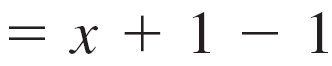 = x + 1 − 1